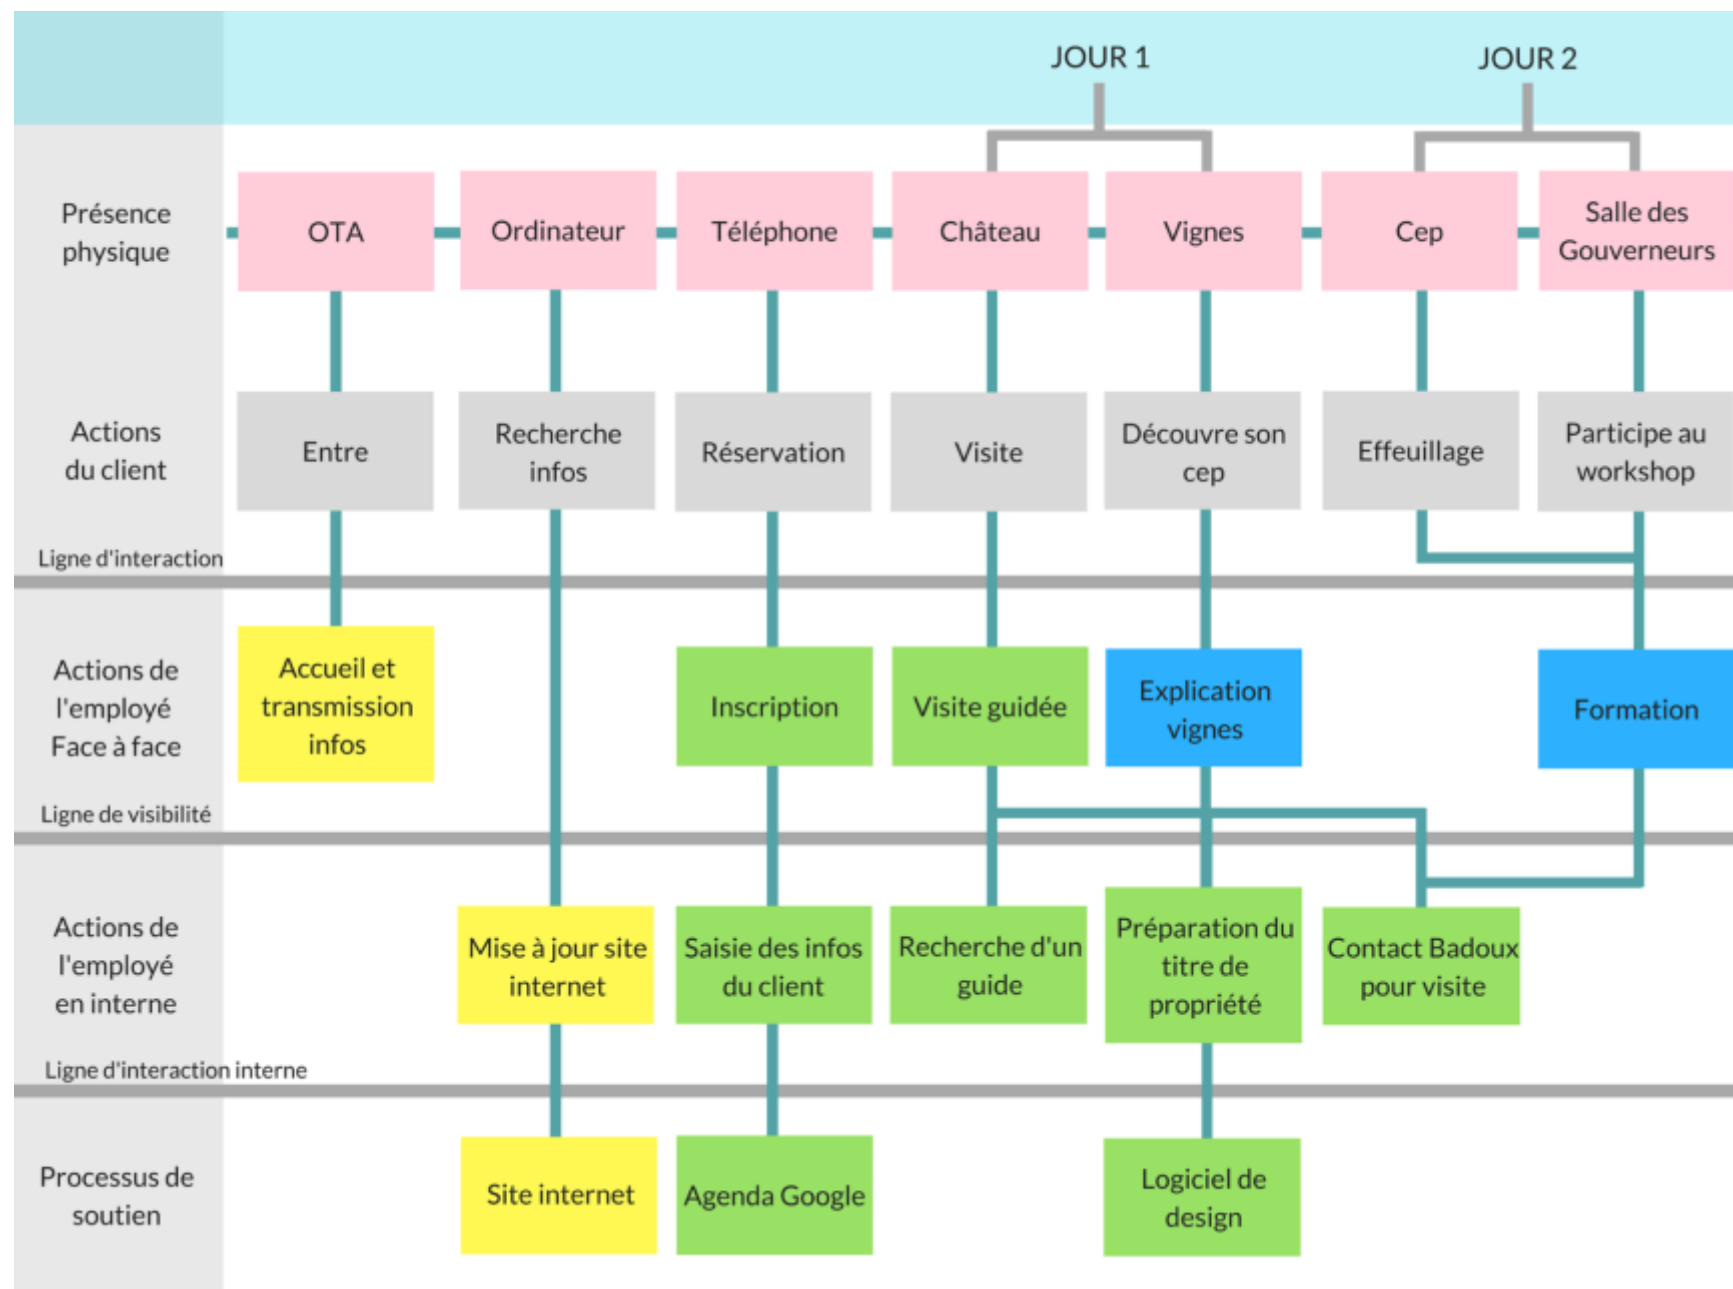 JOUR 1
JOUR 2
Présence
physique
OTA
Ordinateur
Téléphone
Château
Vignes
Cep
Salle des
Gouverneurs
Actions
du client
Entre
Recherche
infos
Réservation
Visite
Découvre son
cep
Effeuillage
Participe au
workshop
Ligne d'interaction
Actions de
l'employé
Face à face
Accueil et
transmission
infos
Inscription
Visite guidée
Explication
vignes
Formation
Ligne de visibilité
Actions de
l'employé
en interne
Mise à jour site
internet
Saisie des infos
du client
Recherche d'un
guide
Préparation du
titre de
propriété
Contact Badoux
pour visite
Ligne d'interaction interne
Processus de
soutien
Site internet
Agenda Google
Logiciel de
design